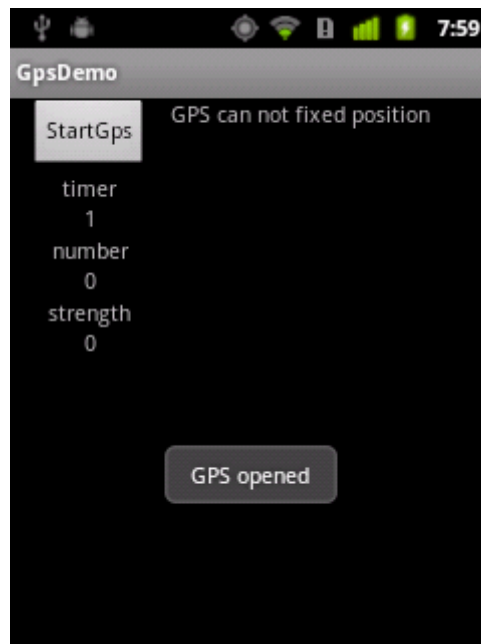 7:59
GpsDemo
StartGps
GPS can not fixed position
timer
1
number
0
strength
0
GPS opened